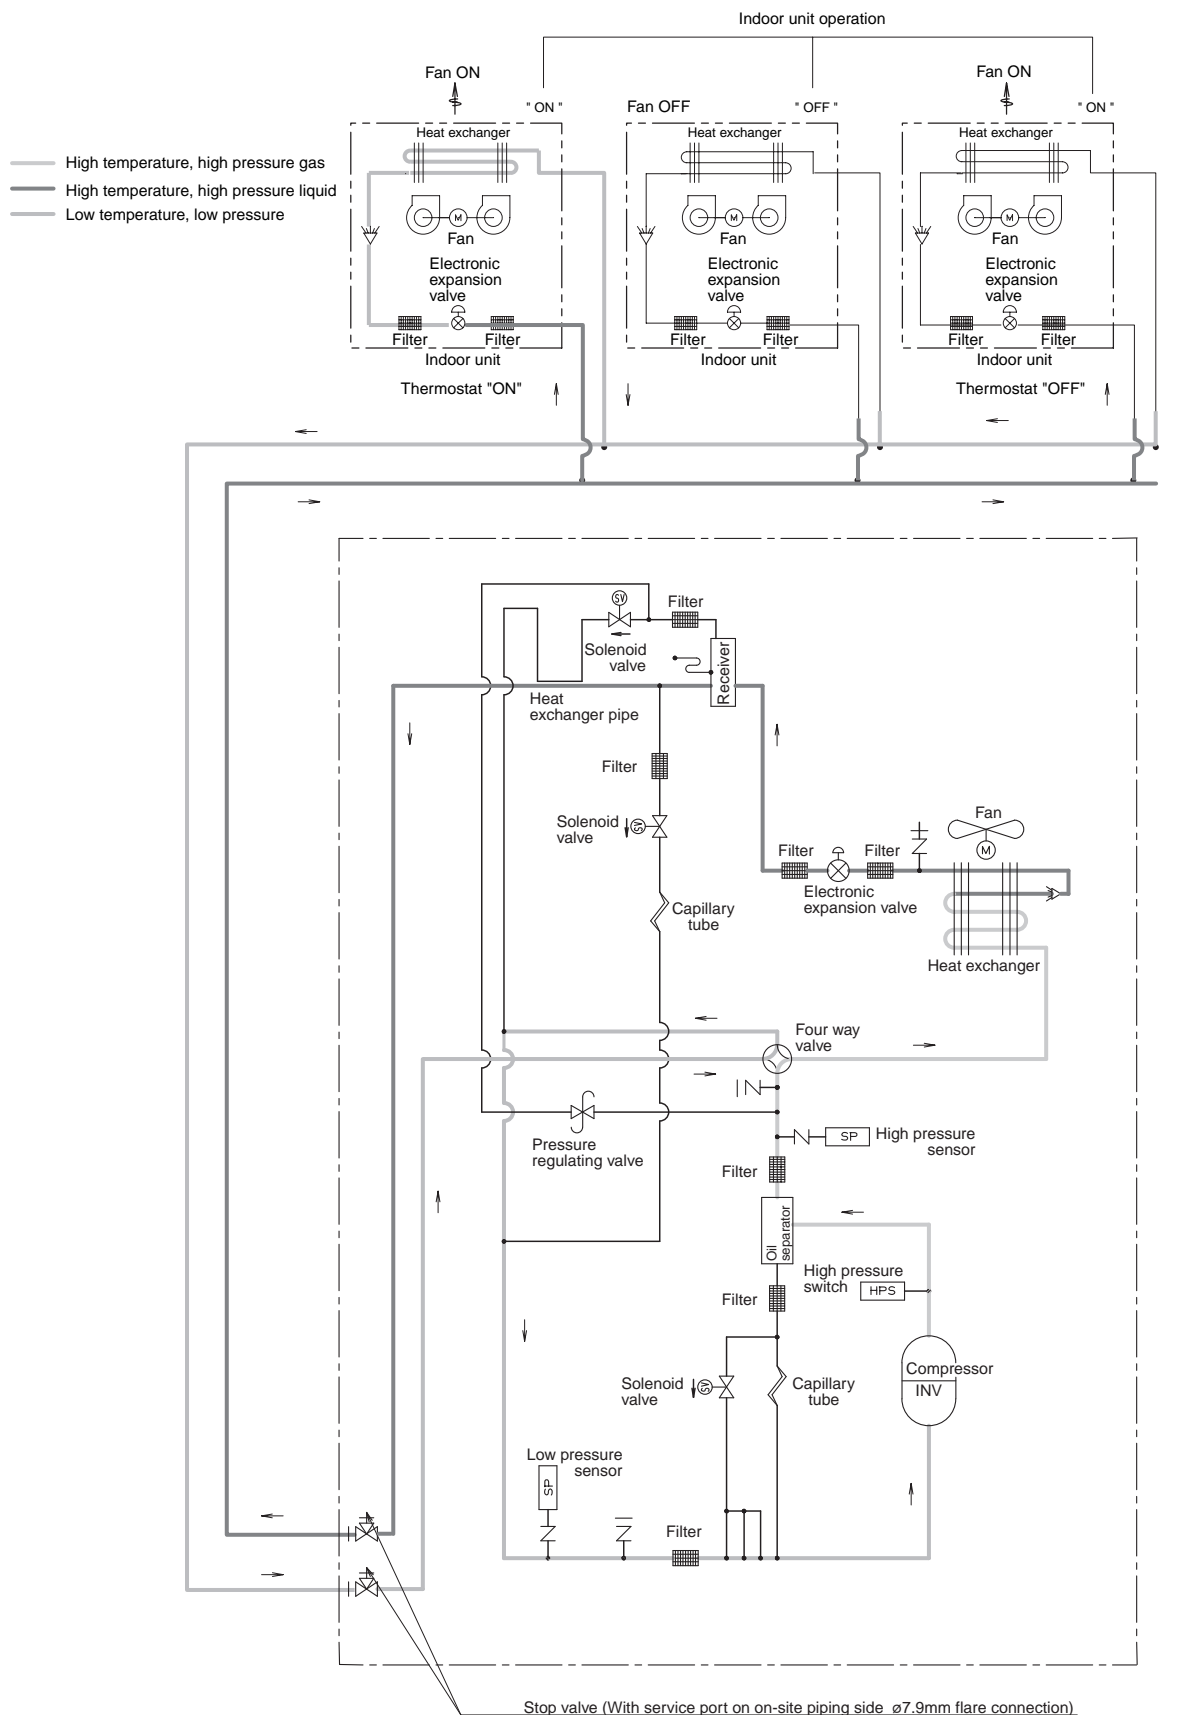 Indoor unit operation
Fan ON
" ON "
Fan OFF
" OFF "
Fan ON
" ON "
Heat exchanger
Heat exchanger
Heat exchanger
High temperature, high pressure gas
High temperature, high pressure liquid
Low temperature, low pressure
M
M
M
Fan
Fan
Fan
Electronic
expansion
valve
Electronic
expansion
valve
Electronic
expansion
valve
Filter
Filter
Filter
Filter
Filter
Filter
Indoor unit
Indoor unit
Indoor unit
Thermostat "ON"
Thermostat "OFF"
SV
Filter
Solenoid
valve
Receiver
Heat
exchanger pipe
Filter
Solenoid
valve
SV
Fan
M
Filter
Filter
Electronic
expansion valve
Capillary
tube
Heat exchanger
Four way
valve
Pressure
regulating valve
SP
High pressure
sensor
Filter
Oil
separator
High pressure
switch
HPS
Filter
Compressor
INV
Solenoid
valve
SV
Capillary
tube
Low pressure
sensor
SP
Filter
Stop valve (With service port on on-site piping side ø7.9mm flare connection)